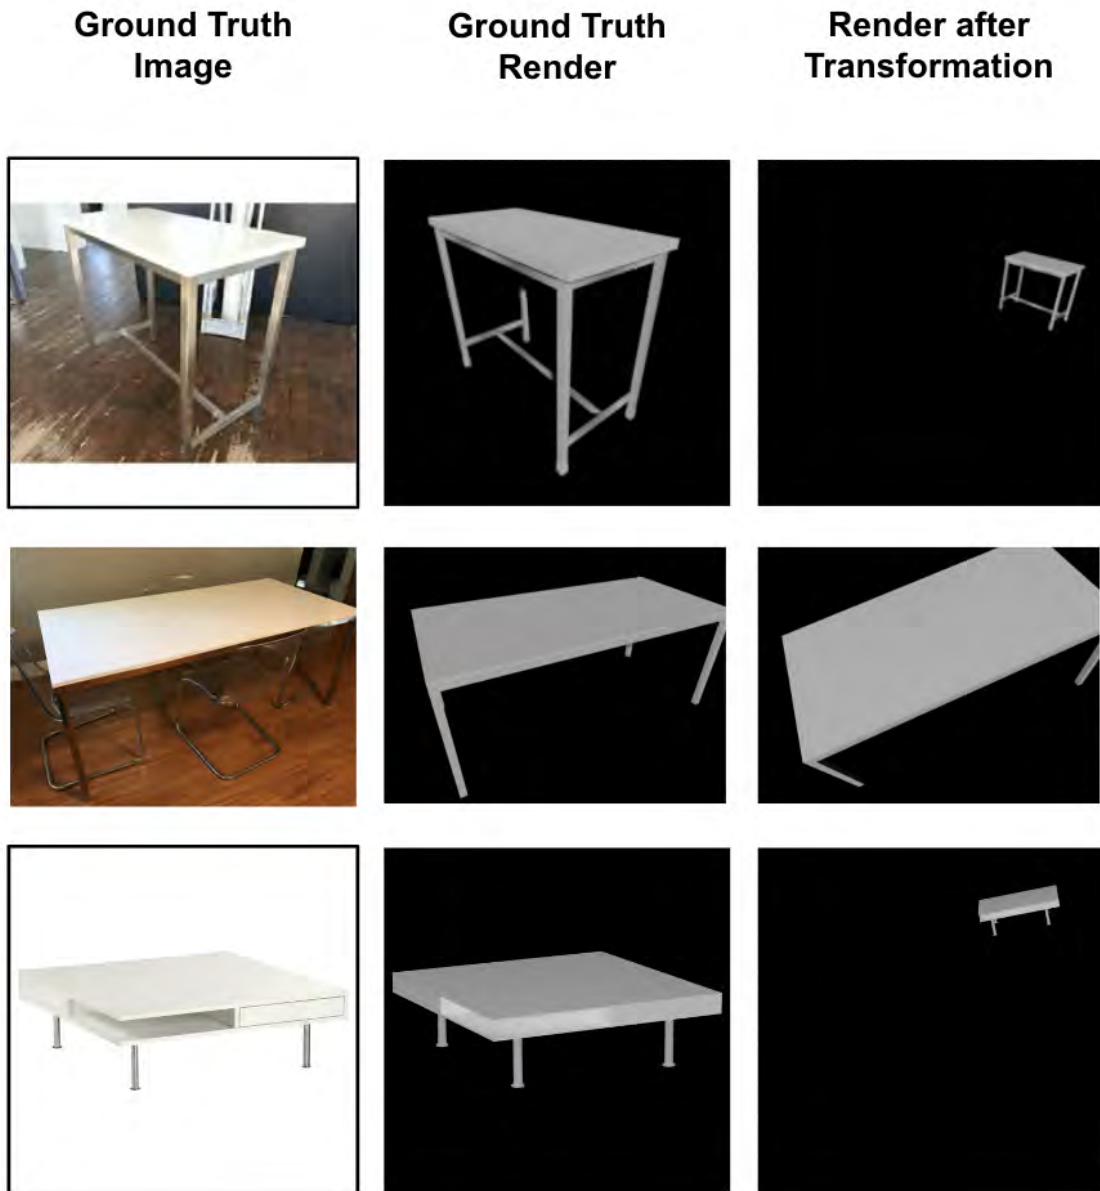 Ground Truth
Image
Ground Truth
Render
Render after
Transformation